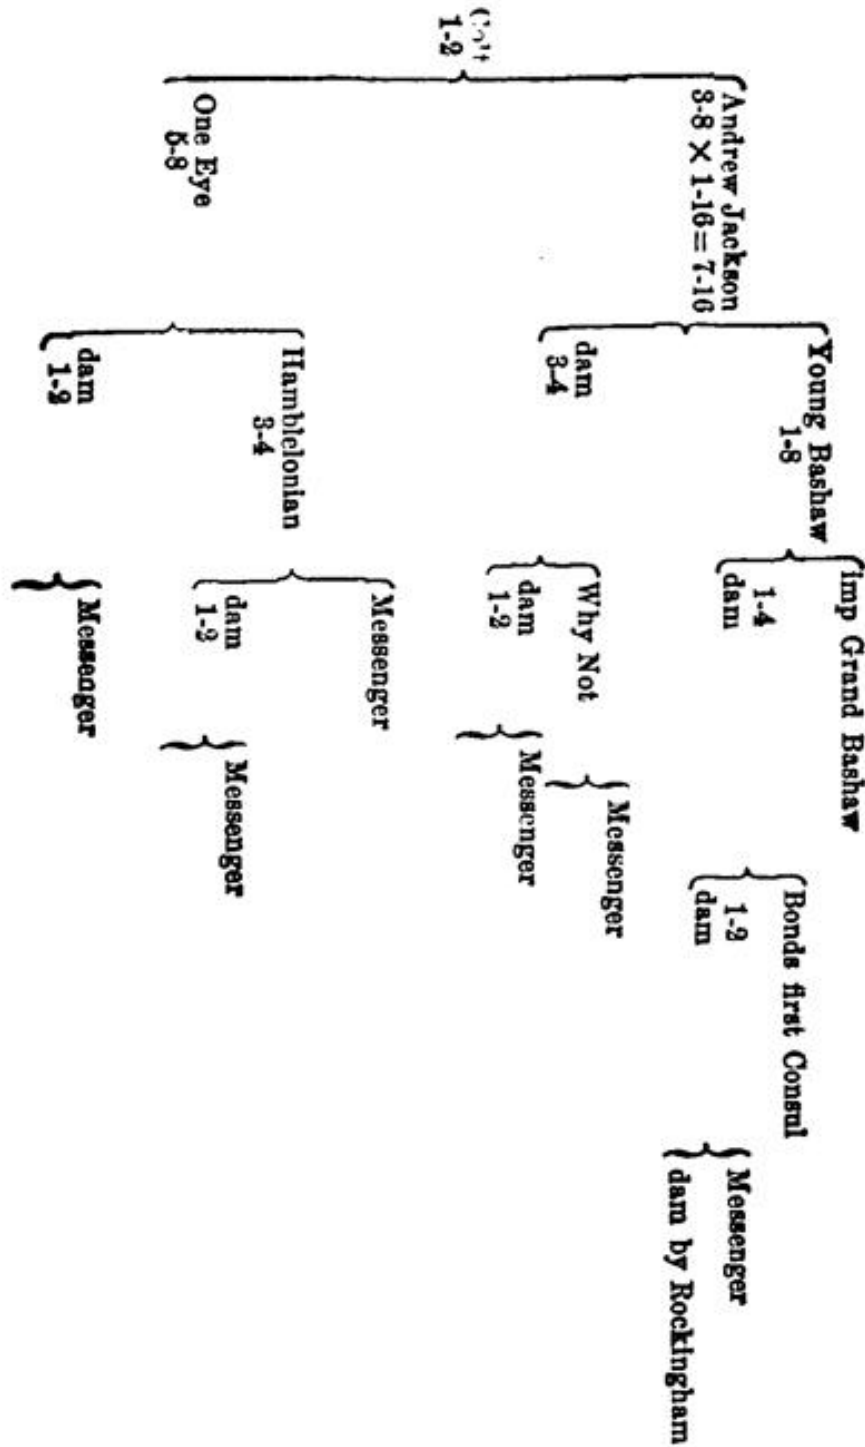 Colt
1-2
Andrew Jackson
3-8 × 1-16 = 7-16
One Eye
5-8
Young Bashaw
1-8
dam
3-4
Hambletonian
3-4
dam
1-2
imp Grand Bashaw
1-4
dam
Why Not
dam
1-2
Messenger
dam
1-2
Messenger
Bonds first Consul
1-2
dam
Messenger
Messenger
Messenger
Messenger
dam by Rockingham